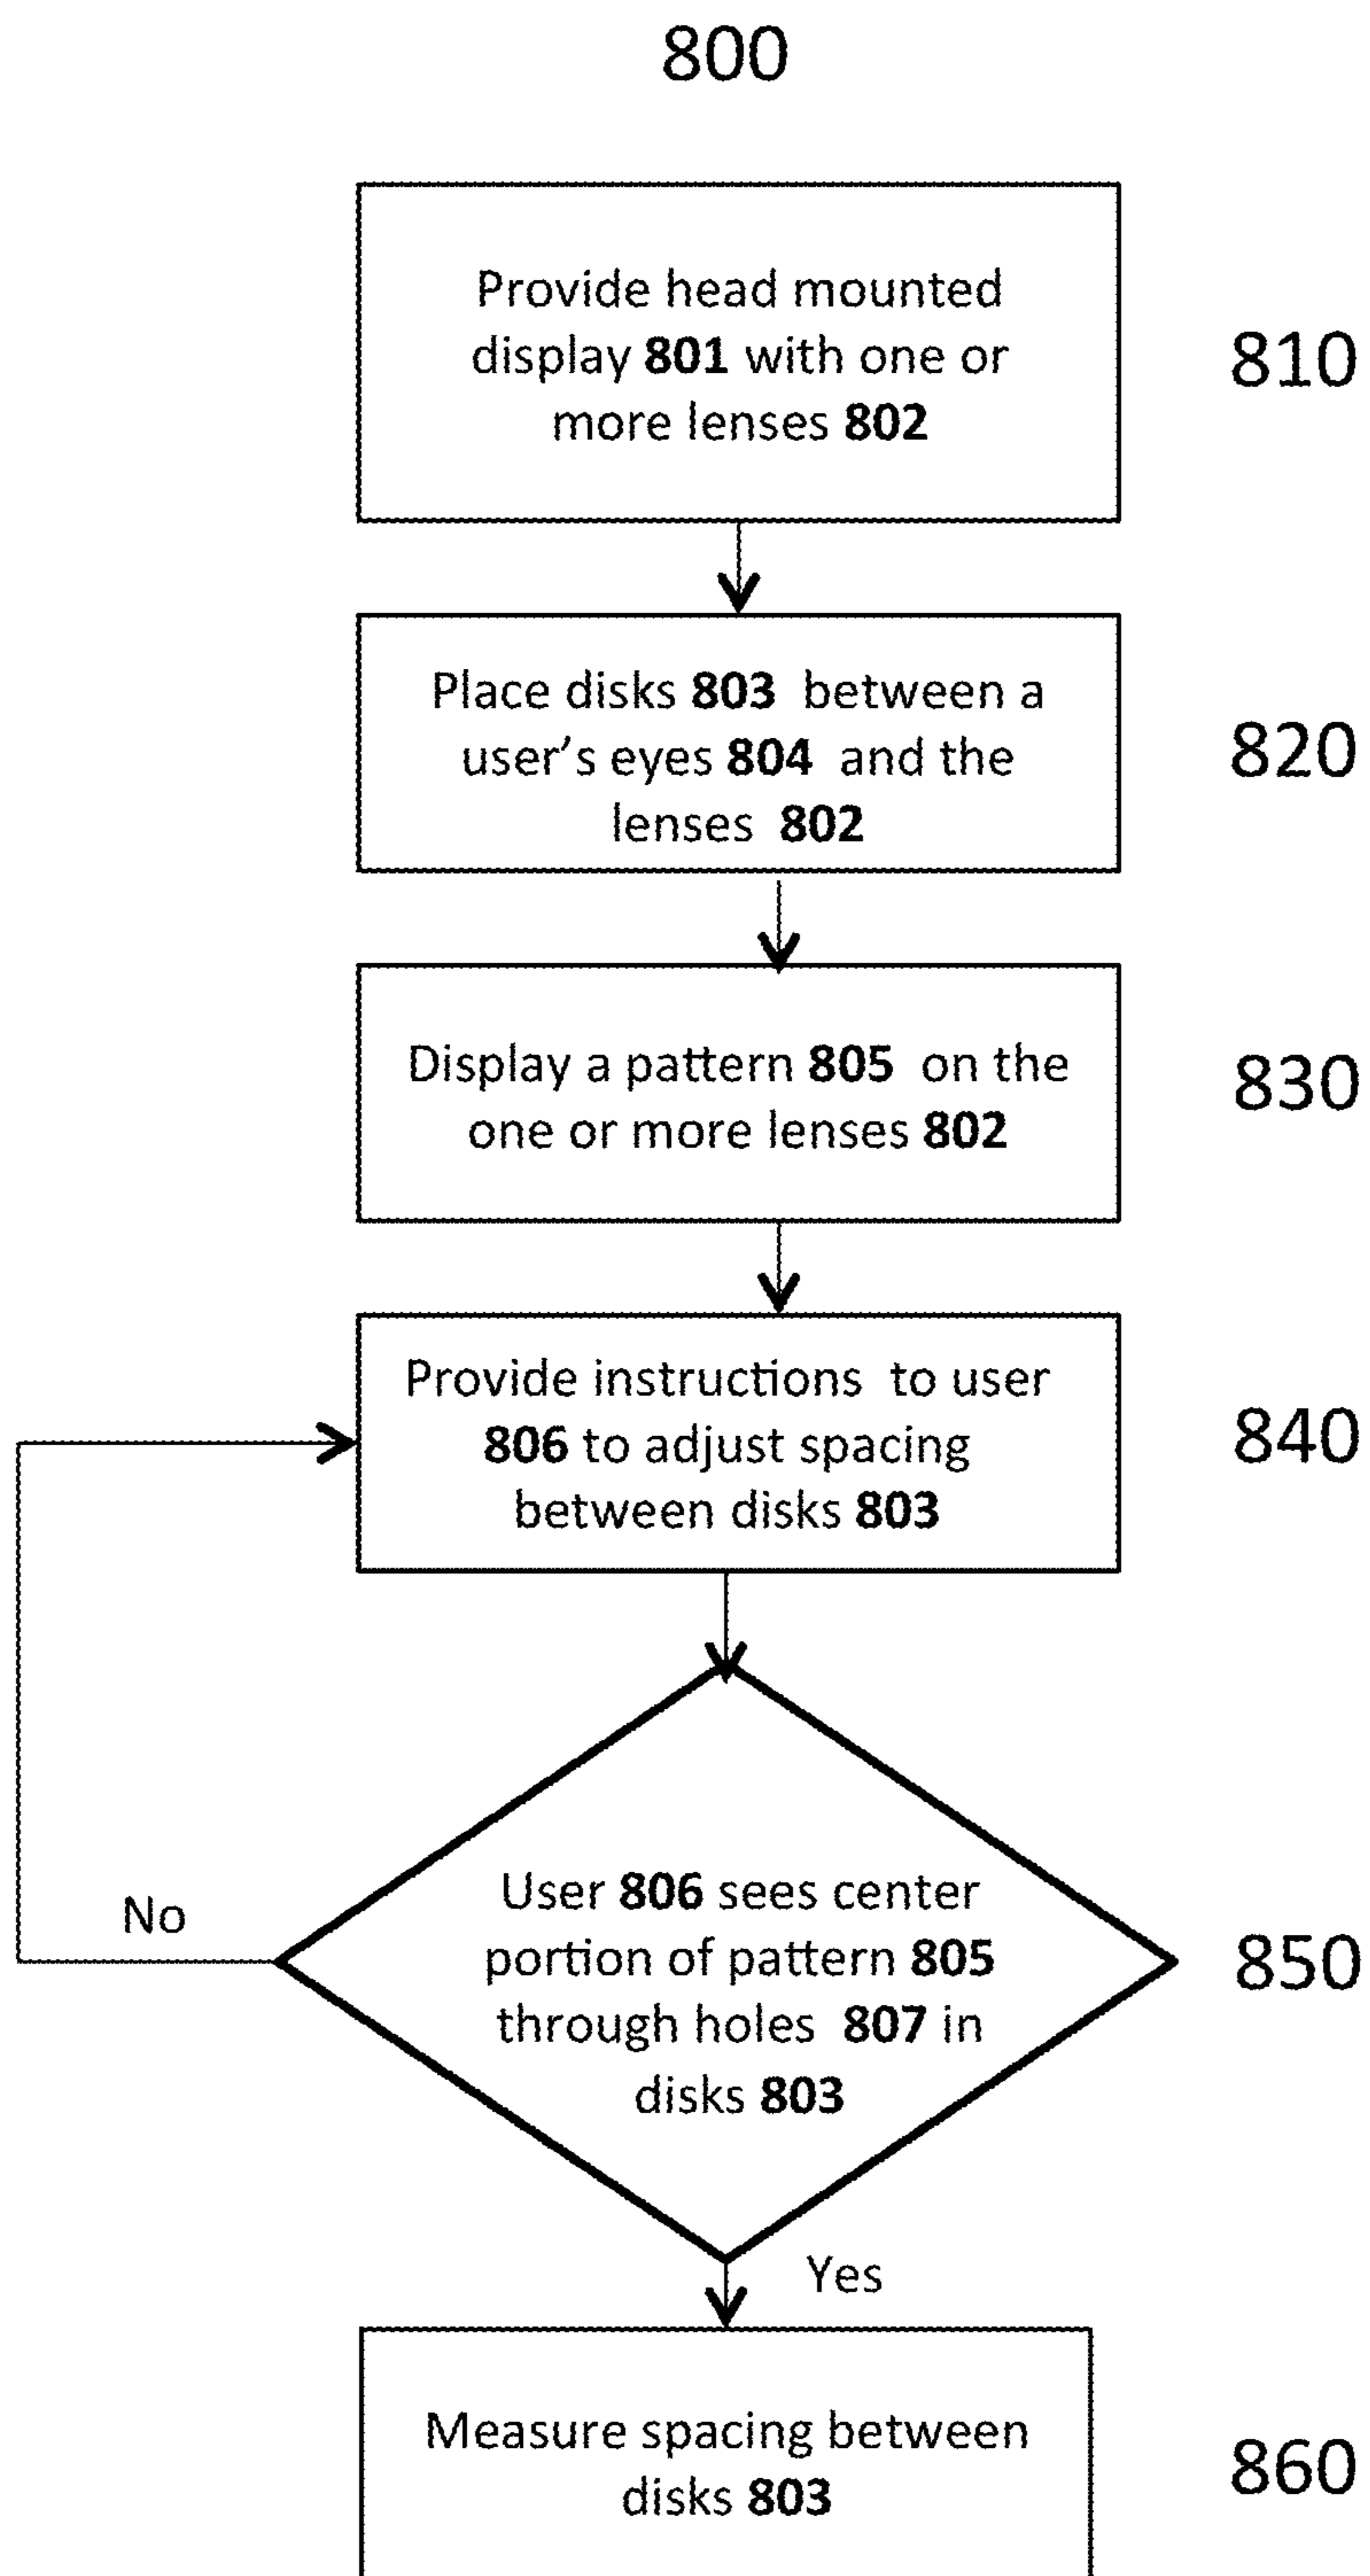 800
Provide head mounted
display 801 with one or
more lenses 802
810
Place disks 803 between a
user's eyes 804 and the
lenses 802
820
Display a pattern 805 on the
one or more lenses 802
830
Provide instructions to user
806 to adjust spacing
between disks 803
840
No
User 806 sees center
portion of pattern 805
through holes 807 in
disks 803
850
Yes
Measure spacing between
disks 803
860